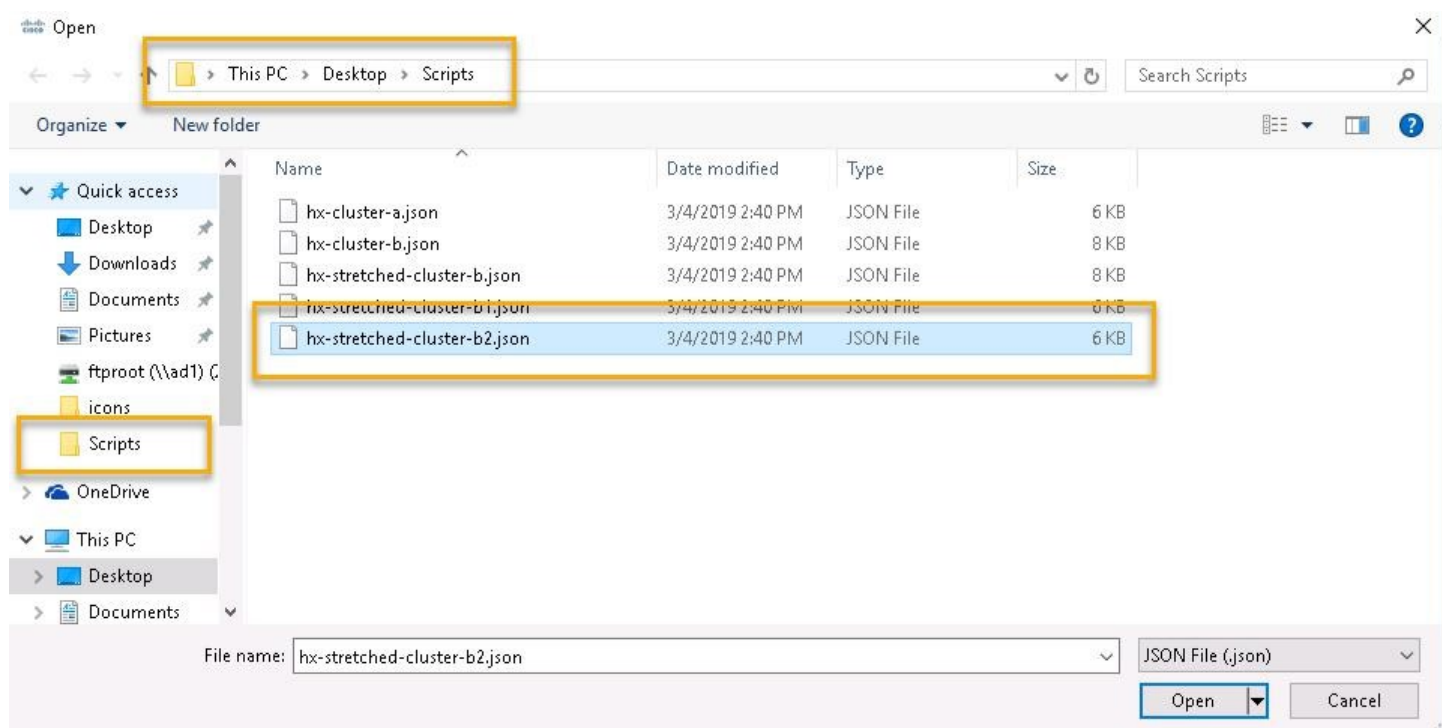 cisco Open
This PC > Desktop > Scripts
Search Scripts
Organize
New folder
Name Date modified Type Size
Quick access
Desktop
Downloads
Documents
Pictures
ftproot (\\ad1) (
icons
Scripts
OneDrive
This PC
Desktop
Documents
hx-cluster-a.json 3/4/2019 2:40 PM JSON File 6 KB
hx-cluster-b.json 3/4/2019 2:40 PM JSON File 8 KB
hx-stretched-cluster-b.json 3/4/2019 2:40 PM JSON File 8 KB
hx-stretched-cluster-b1.json 3/4/2019 2:40 PM JSON File 6 KB
hx-stretched-cluster-b2.json 3/4/2019 2:40 PM JSON File 6 KB
File name: hx-stretched-cluster-b2.json JSON File (.json)
Open Cancel